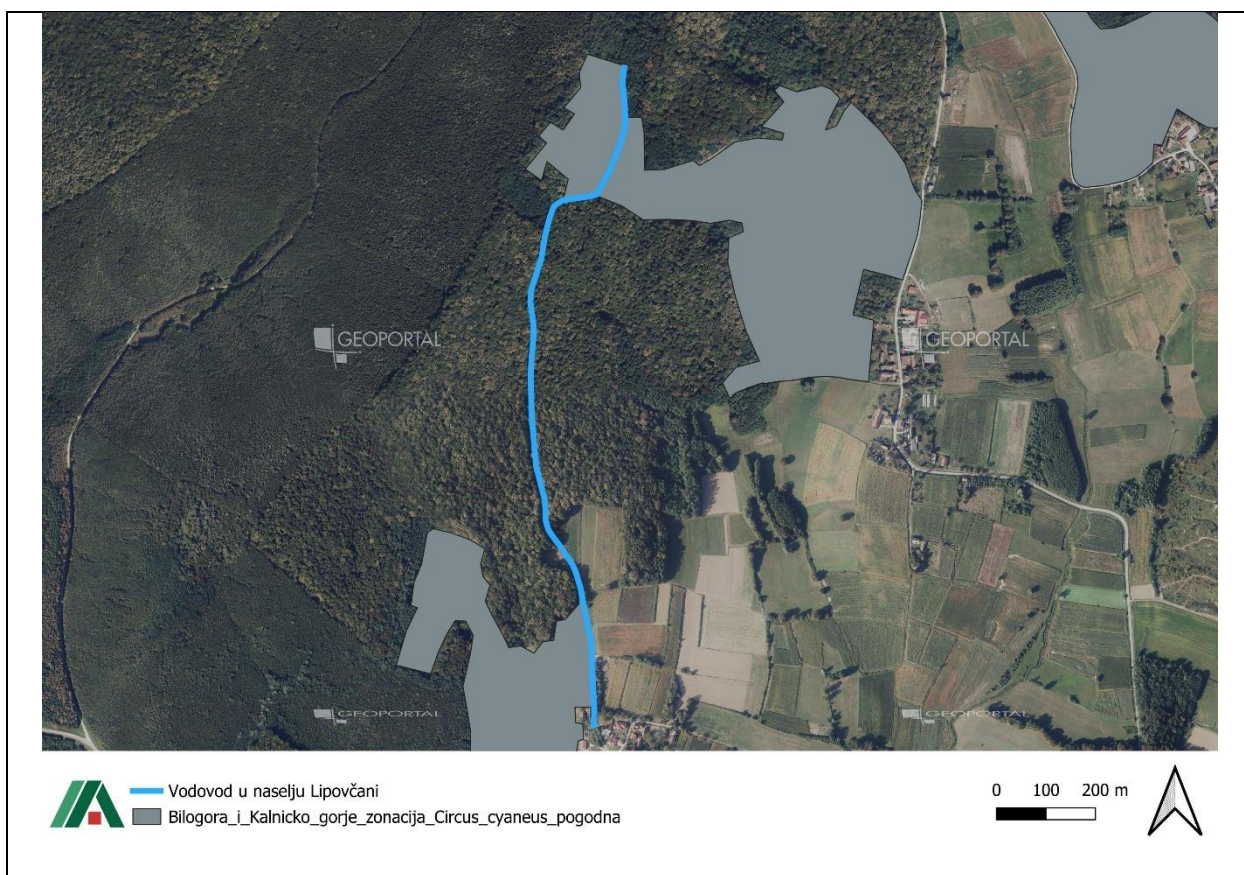 GEOPORTAL
GEOPORTAL
GEOPORTAL
GEOPORTAL
Vodovod u naselju Lipovčani
Bilogora_i_Kalnicko_gorje_zonacija_Circus_cyaneus_pogodna
0 100 200 m